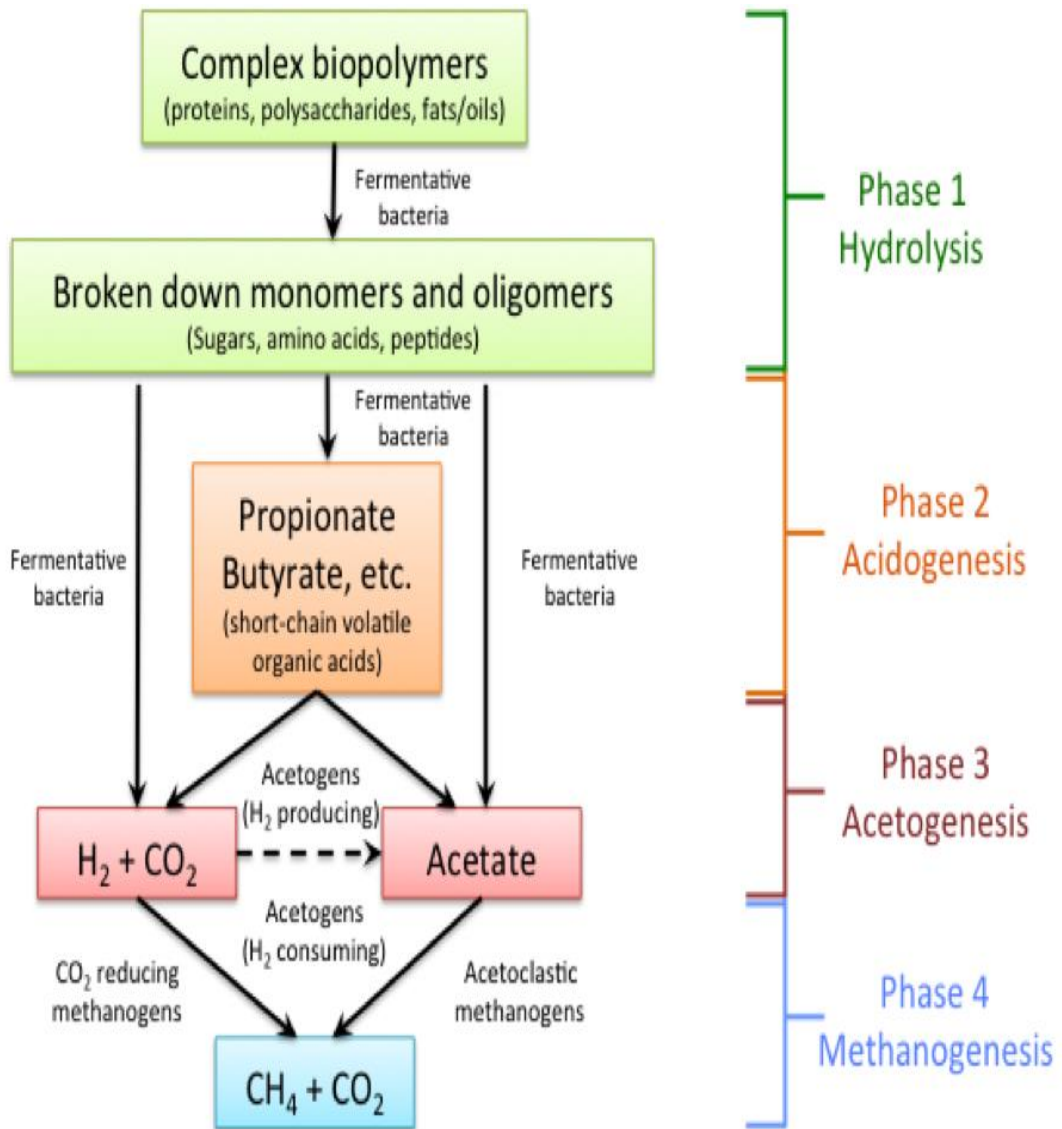 Complex biopolymers
(proteins, polysaccharides, fats/oils)
Fermentative
bacteria
Phase 1
Hydrolysis
Broken down monomers and oligomers
(Sugars, amino acids, peptides)
Fermentative
bacteria
Propionate
Butyrate, etc.
(short-chain volatile
organic acids)
Fermentative
bacteria
Fermentative
bacteria
Phase 2
Acidogenesis
Acetogens
(H₂ producing)
H₂ + CO₂
Acetate
Phase 3
Acetogenesis
Acetogens
(H₂ consuming)
CO₂ reducing
methanogens
Acetoclastic
methanogens
Phase 4
Methanogenesis
CH₄ + CO₂